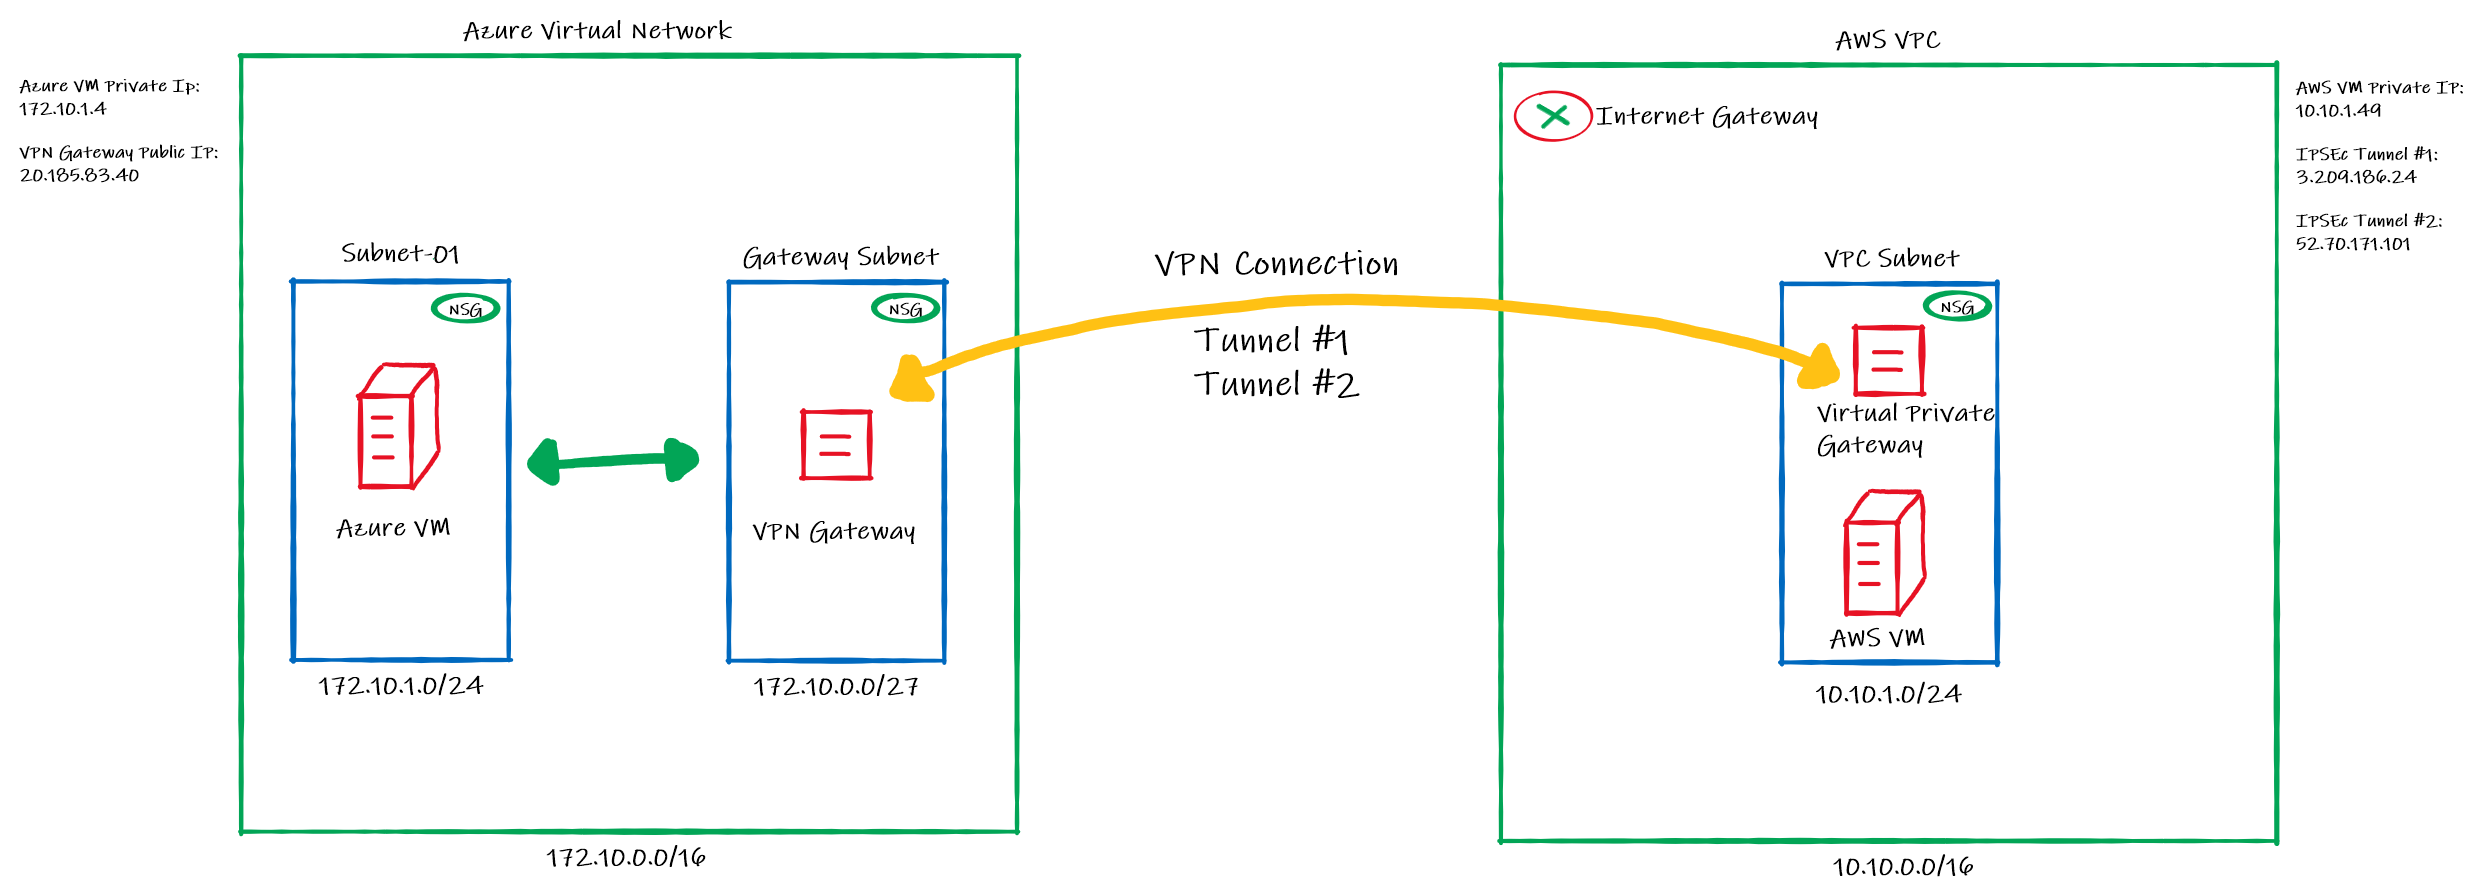 Azure Virtual Network
AWS VPC
Azure VM Private Ip:
172.10.1.4
VPN Gateway Public IP:
20.185.83.40
Internet Gateway
AWS VM Private IP:
10.10.1.49
IPSEc Tunnel #1:
3.209.186.24
IPSEc Tunnel #2:
52.70.171.101
Subnet-01
NSG
Azure VM
172.10.1.0/24
Gateway Subnet
NSG
VPN Gateway
172.10.0.0/27
VPN Connection
Tunnel #1
Tunnel #2
VPC Subnet
NSG
Virtual Private
Gateway
AWS VM
10.10.1.0/24
172.10.0.0/16
10.10.0.0/16